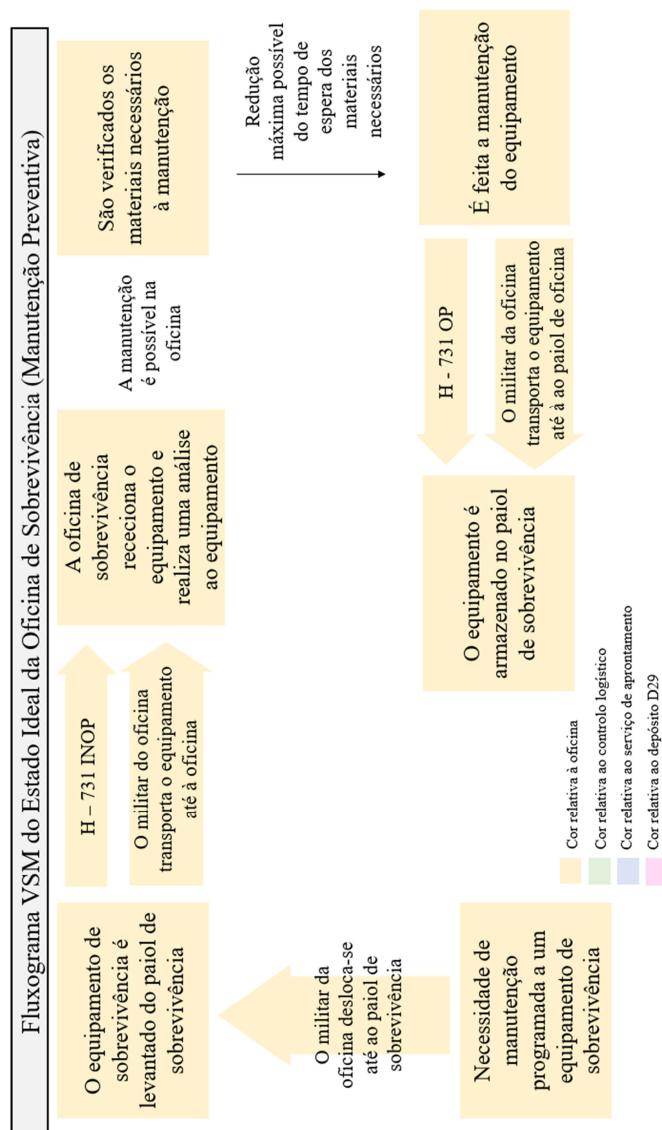 Fluxograma VSM do Estado Ideal da Oficina de Sobrevivência (Manutenção Preventiva)
Necessidade de
manutenção
programada a um
equipamento de
sobrevivência
O militar da
oficina desloca-se
até ao paiol de
sobrevivência
O equipamento de
sobrevivência é
levantado do paiol de
sobrevivência
H – 731 INOP
O militar do oficina
transporta o equipamento
até à oficina
A oficina de
sobrevivência
receciona o
equipamento e
realiza uma análise
ao equipamento
A manutenção
é possível na
oficina
São verificados os
materiais necessários
à manutenção
Redução
máxima possível
do tempo de
espera dos
materiais
necessários
É feita a manutenção
do equipamento
H - 731 OP
O militar da oficina
transporta o equipamento
até à ao paiol de oficina
O equipamento é
armazenado no paiol
de sobrevivência
Cor relativa à oficina
Cor relativa ao controlo logístico
Cor relativa ao serviço de aprontamento
Cor relativa ao depósito D29